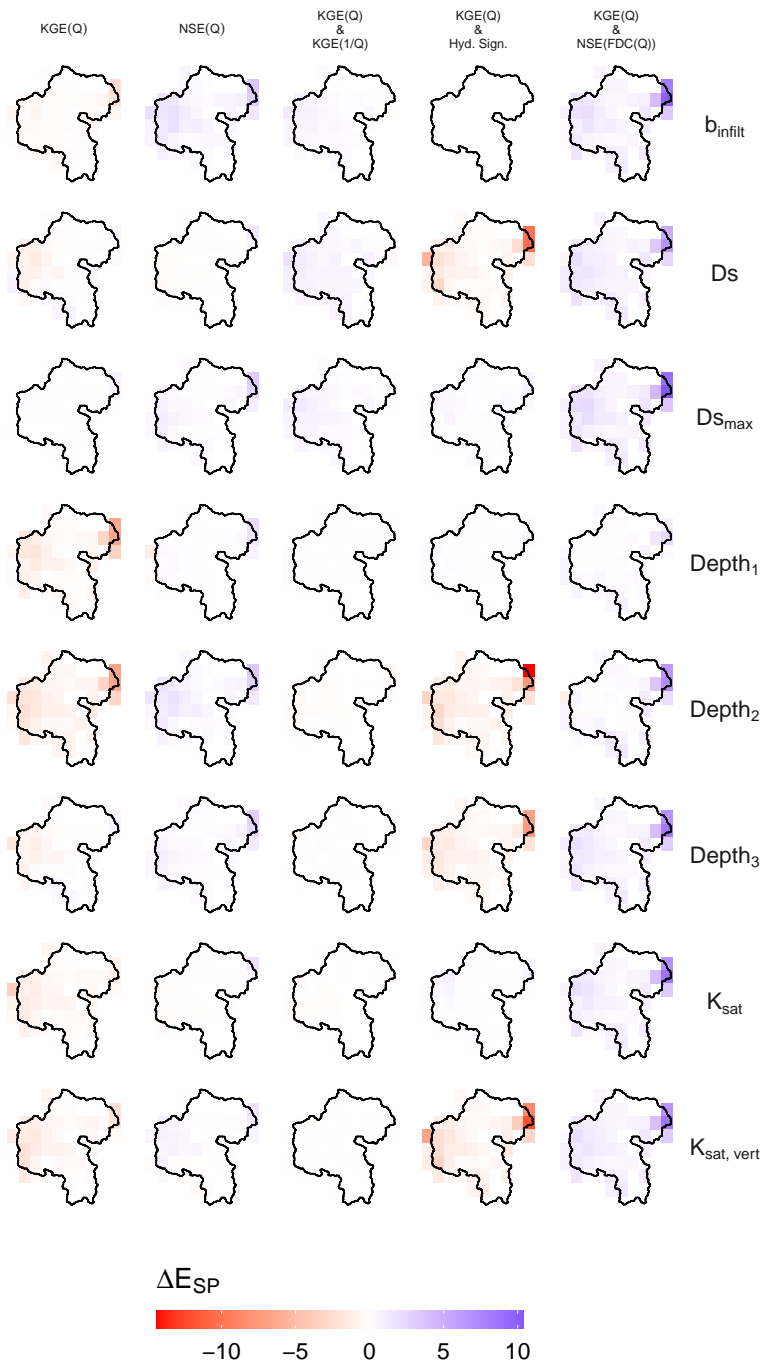 KGE(Q)
NSE(Q)
KGE(Q)
&
KGE(1/Q)
KGE(Q)
&
Hyd. Sign.
KGE(Q)
&
NSE(FDC(Q))
b_infilt
Ds
Ds_max
Depth_1
Depth_2
Depth_3
K_sat
K_sat, vert
ΔE_SP
−10 −5 0 5 10